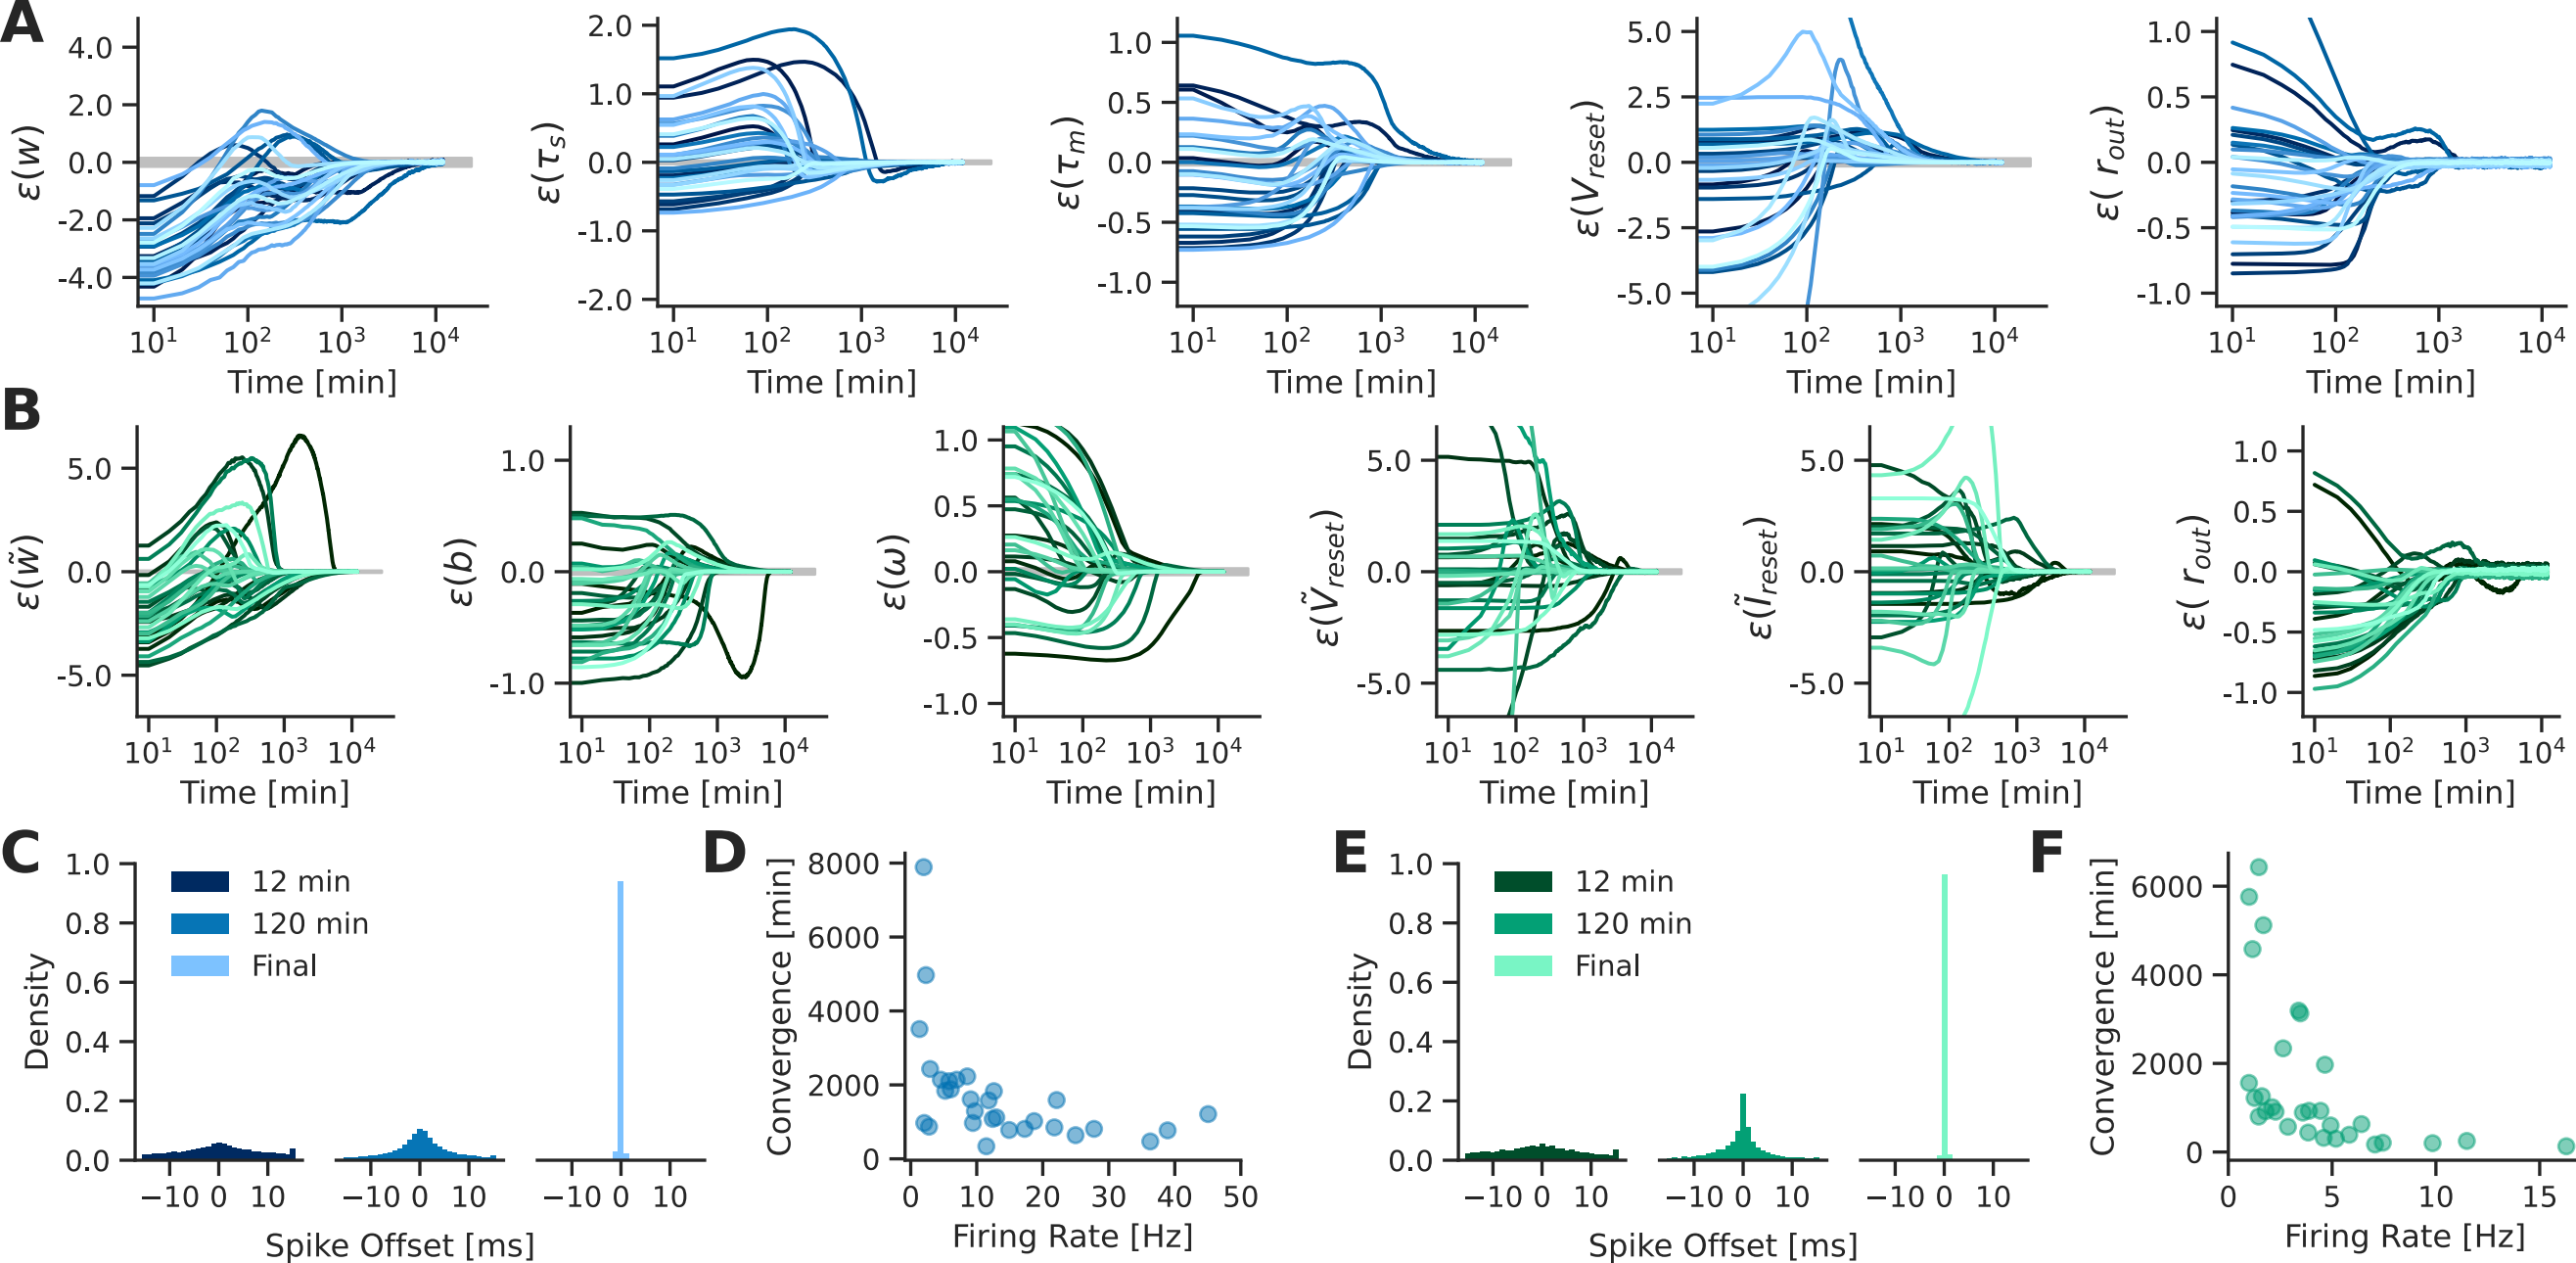 A
4.0
2.0
0.0
-2.0
-4.0
ε(w)
10¹ 10² 10³ 10⁴
Time [min]
2.0
1.0
0.0
-1.0
-2.0
ε(τₛ)
10¹ 10² 10³ 10⁴
Time [min]
1.0
0.5
0.0
-0.5
-1.0
ε(τₘ)
10¹ 10² 10³ 10⁴
Time [min]
5.0
2.5
0.0
-2.5
-5.0
ε(V_reset)
10¹ 10² 10³ 10⁴
Time [min]
1.0
0.5
0.0
-0.5
-1.0
ε( r_out)
10¹ 10² 10³ 10⁴
Time [min]
B
5.0
0.0
-5.0
ε(w̃)
10¹ 10² 10³ 10⁴
Time [min]
1.0
0.0
-1.0
ε(b)
10¹ 10² 10³ 10⁴
Time [min]
1.0
0.5
0.0
-0.5
-1.0
ε(ω)
10¹ 10² 10³ 10⁴
Time [min]
5.0
0.0
-5.0
ε(Ṽ_reset)
10¹ 10² 10³ 10⁴
Time [min]
5.0
0.0
-5.0
ε(Ĩ_reset)
10¹ 10² 10³ 10⁴
Time [min]
1.0
0.5
0.0
-0.5
-1.0
ε( r_out)
10¹ 10² 10³ 10⁴
Time [min]
C
1.0
0.8
0.6
0.4
0.2
0.0
Density
12 min
120 min
Final
−10 0 10
−10 0 10
−10 0 10
Spike Offset [ms]
D
8000
6000
4000
2000
0
Convergence [min]
0 10 20 30 40 50
Firing Rate [Hz]
E
1.0
0.8
0.6
0.4
0.2
0.0
Density
12 min
120 min
Final
−10 0 10
−10 0 10
−10 0 10
Spike Offset [ms]
F
6000
4000
2000
0
Convergence [min]
0 5 10 15
Firing Rate [Hz]